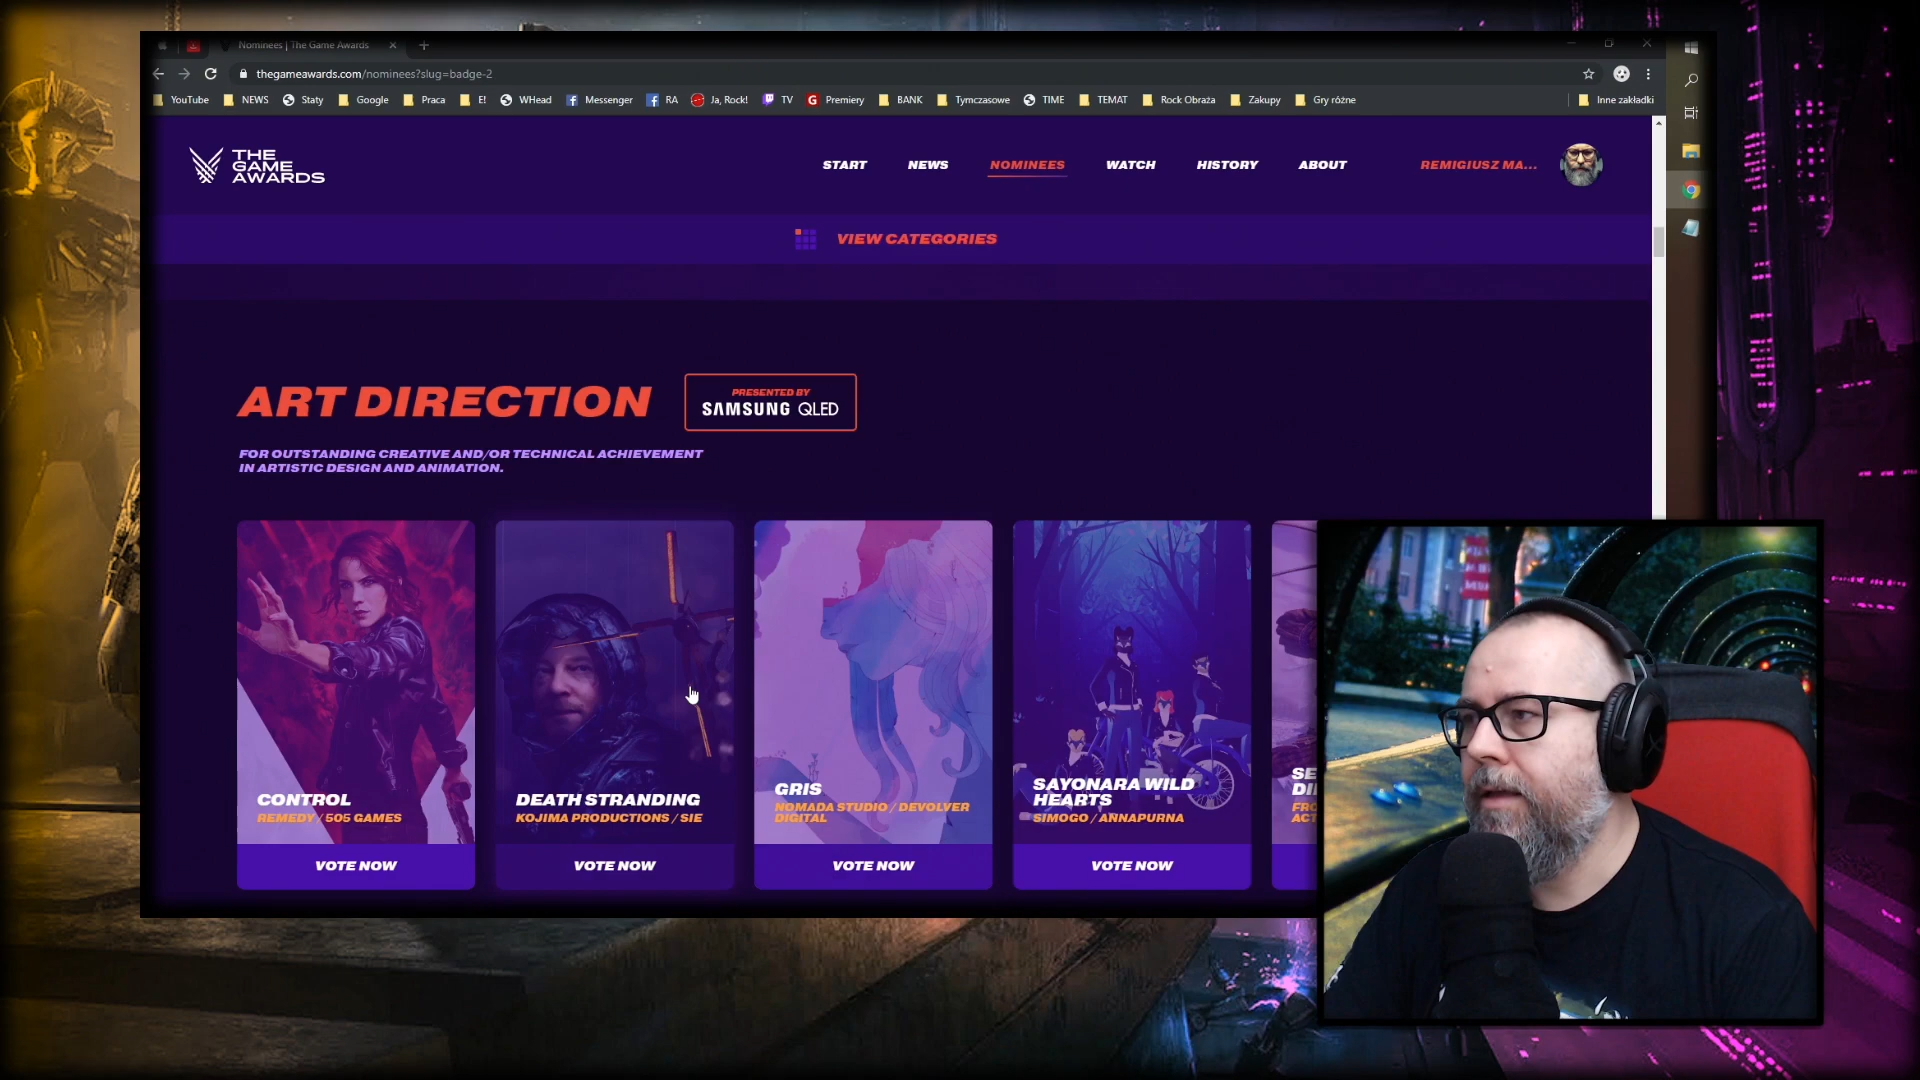 Nominees | The Game Awards
thegameawards.com/nominees?slug=badge-2
YouTube NEWS Staty Google Praca E! WHead Messenger RA Ja, Rock! TV Premiery BANK Tymczasowe TIME TEMAT Rock Obraża Zakupy Gry różne Inne zakładki
THE
GAME
AWARDS
START NEWS NOMINEES WATCH HISTORY ABOUT REMIGIUSZ MA...
VIEW CATEGORIES
ART DIRECTION
PRESENTED BY
SAMSUNG QLED
FOR OUTSTANDING CREATIVE AND/OR TECHNICAL ACHIEVEMENT
IN ARTISTIC DESIGN AND ANIMATION.
CONTROL
REMEDY / 505 GAMES
VOTE NOW
DEATH STRANDING
KOJIMA PRODUCTIONS / SIE
VOTE NOW
GRIS
NOMADA STUDIO / DEVOLVER
DIGITAL
VOTE NOW
SAYONARA WILD
HEARTS
SIMOGO / ANNAPURNA
VOTE NOW
SE
DI
FRO
ACT